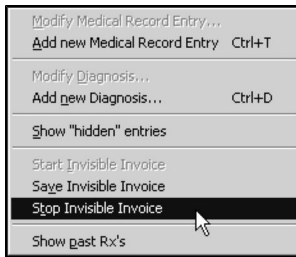 Modify Medical Record Entry...
Add new Medical Record Entry Ctrl+T
Modify Diagnosis...
Add new Diagnosis... Ctrl+D
Show "hidden" entries
Start Invisible Invoice
Save Invisible Invoice
Stop Invisible Invoice
Show past Rx's